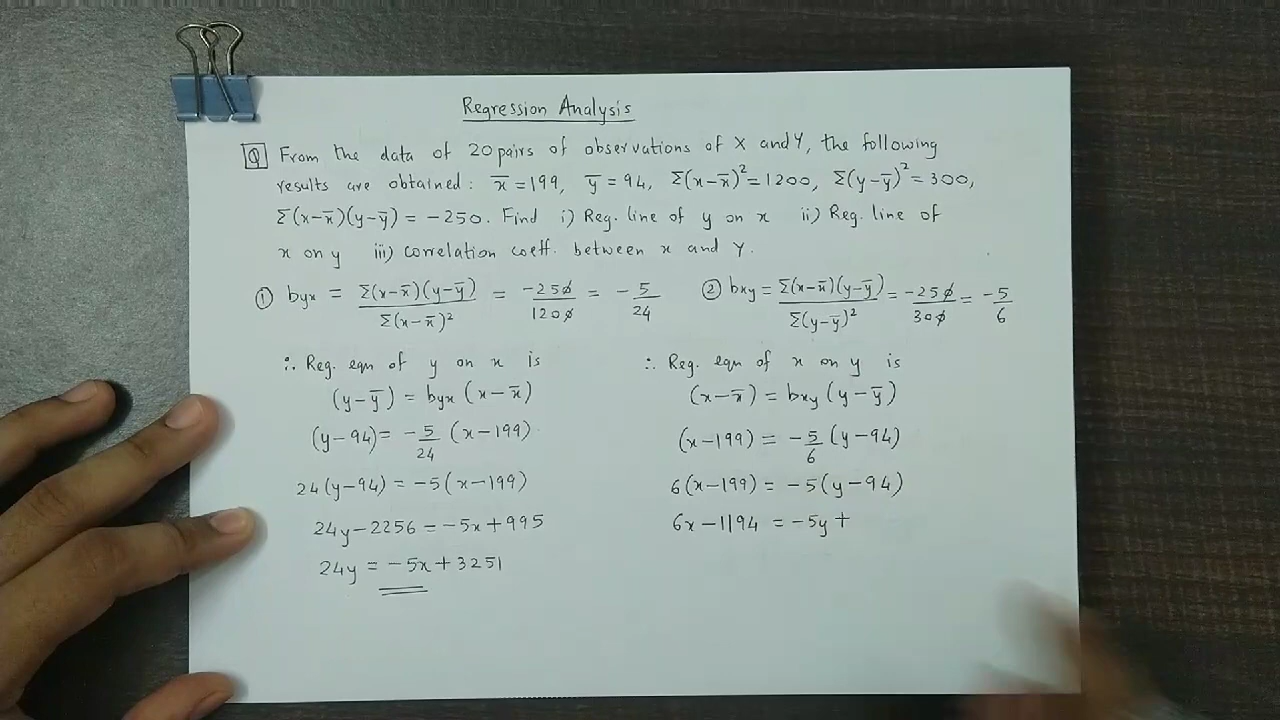 Regression Analysis
Q From the data of 20 pairs of observations of X and Y, the following
results are obtained: x̅ = 199, y̅ = 94, Σ(x-x̅)² = 1200, Σ(y-y̅)² = 300,
Σ(x-x̅)(y-y̅) = -250. Find i) Reg. line of y on x ii) Reg. line of
x on y iii) correlation coeff. between x and Y.
① byx = Σ(x-x̅)(y-y̅) / Σ(x-x̅)² = -250 / 1200 = -5/24
∴ Reg. eqn of y on x is
(y-y̅) = byx (x-x̅)
(y-94) = -5/24 (x-199)
24(y-94) = -5(x-199)
24y-2256 = -5x+995
24y = -5x+3251
② bxy = Σ(x-x̅)(y-y̅) / Σ(y-y̅)² = -250 / 300 = -5/6
∴ Reg. eqn of x on y is
(x-x̅) = bxy (y-y̅)
(x-199) = -5/6 (y-94)
6(x-199) = -5(y-94)
6x-1194 = -5y+